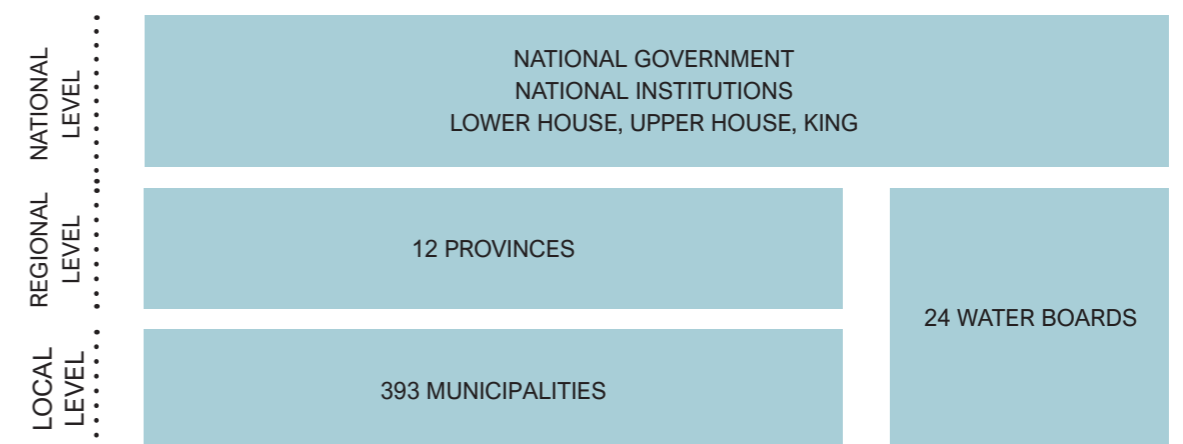 NATIONAL
LEVEL
NATIONAL GOVERNMENT
NATIONAL INSTITUTIONS
LOWER HOUSE, UPPER HOUSE, KING
REGIONAL
LEVEL
12 PROVINCES
24 WATER BOARDS
LOCAL
LEVEL
393 MUNICIPALITIES